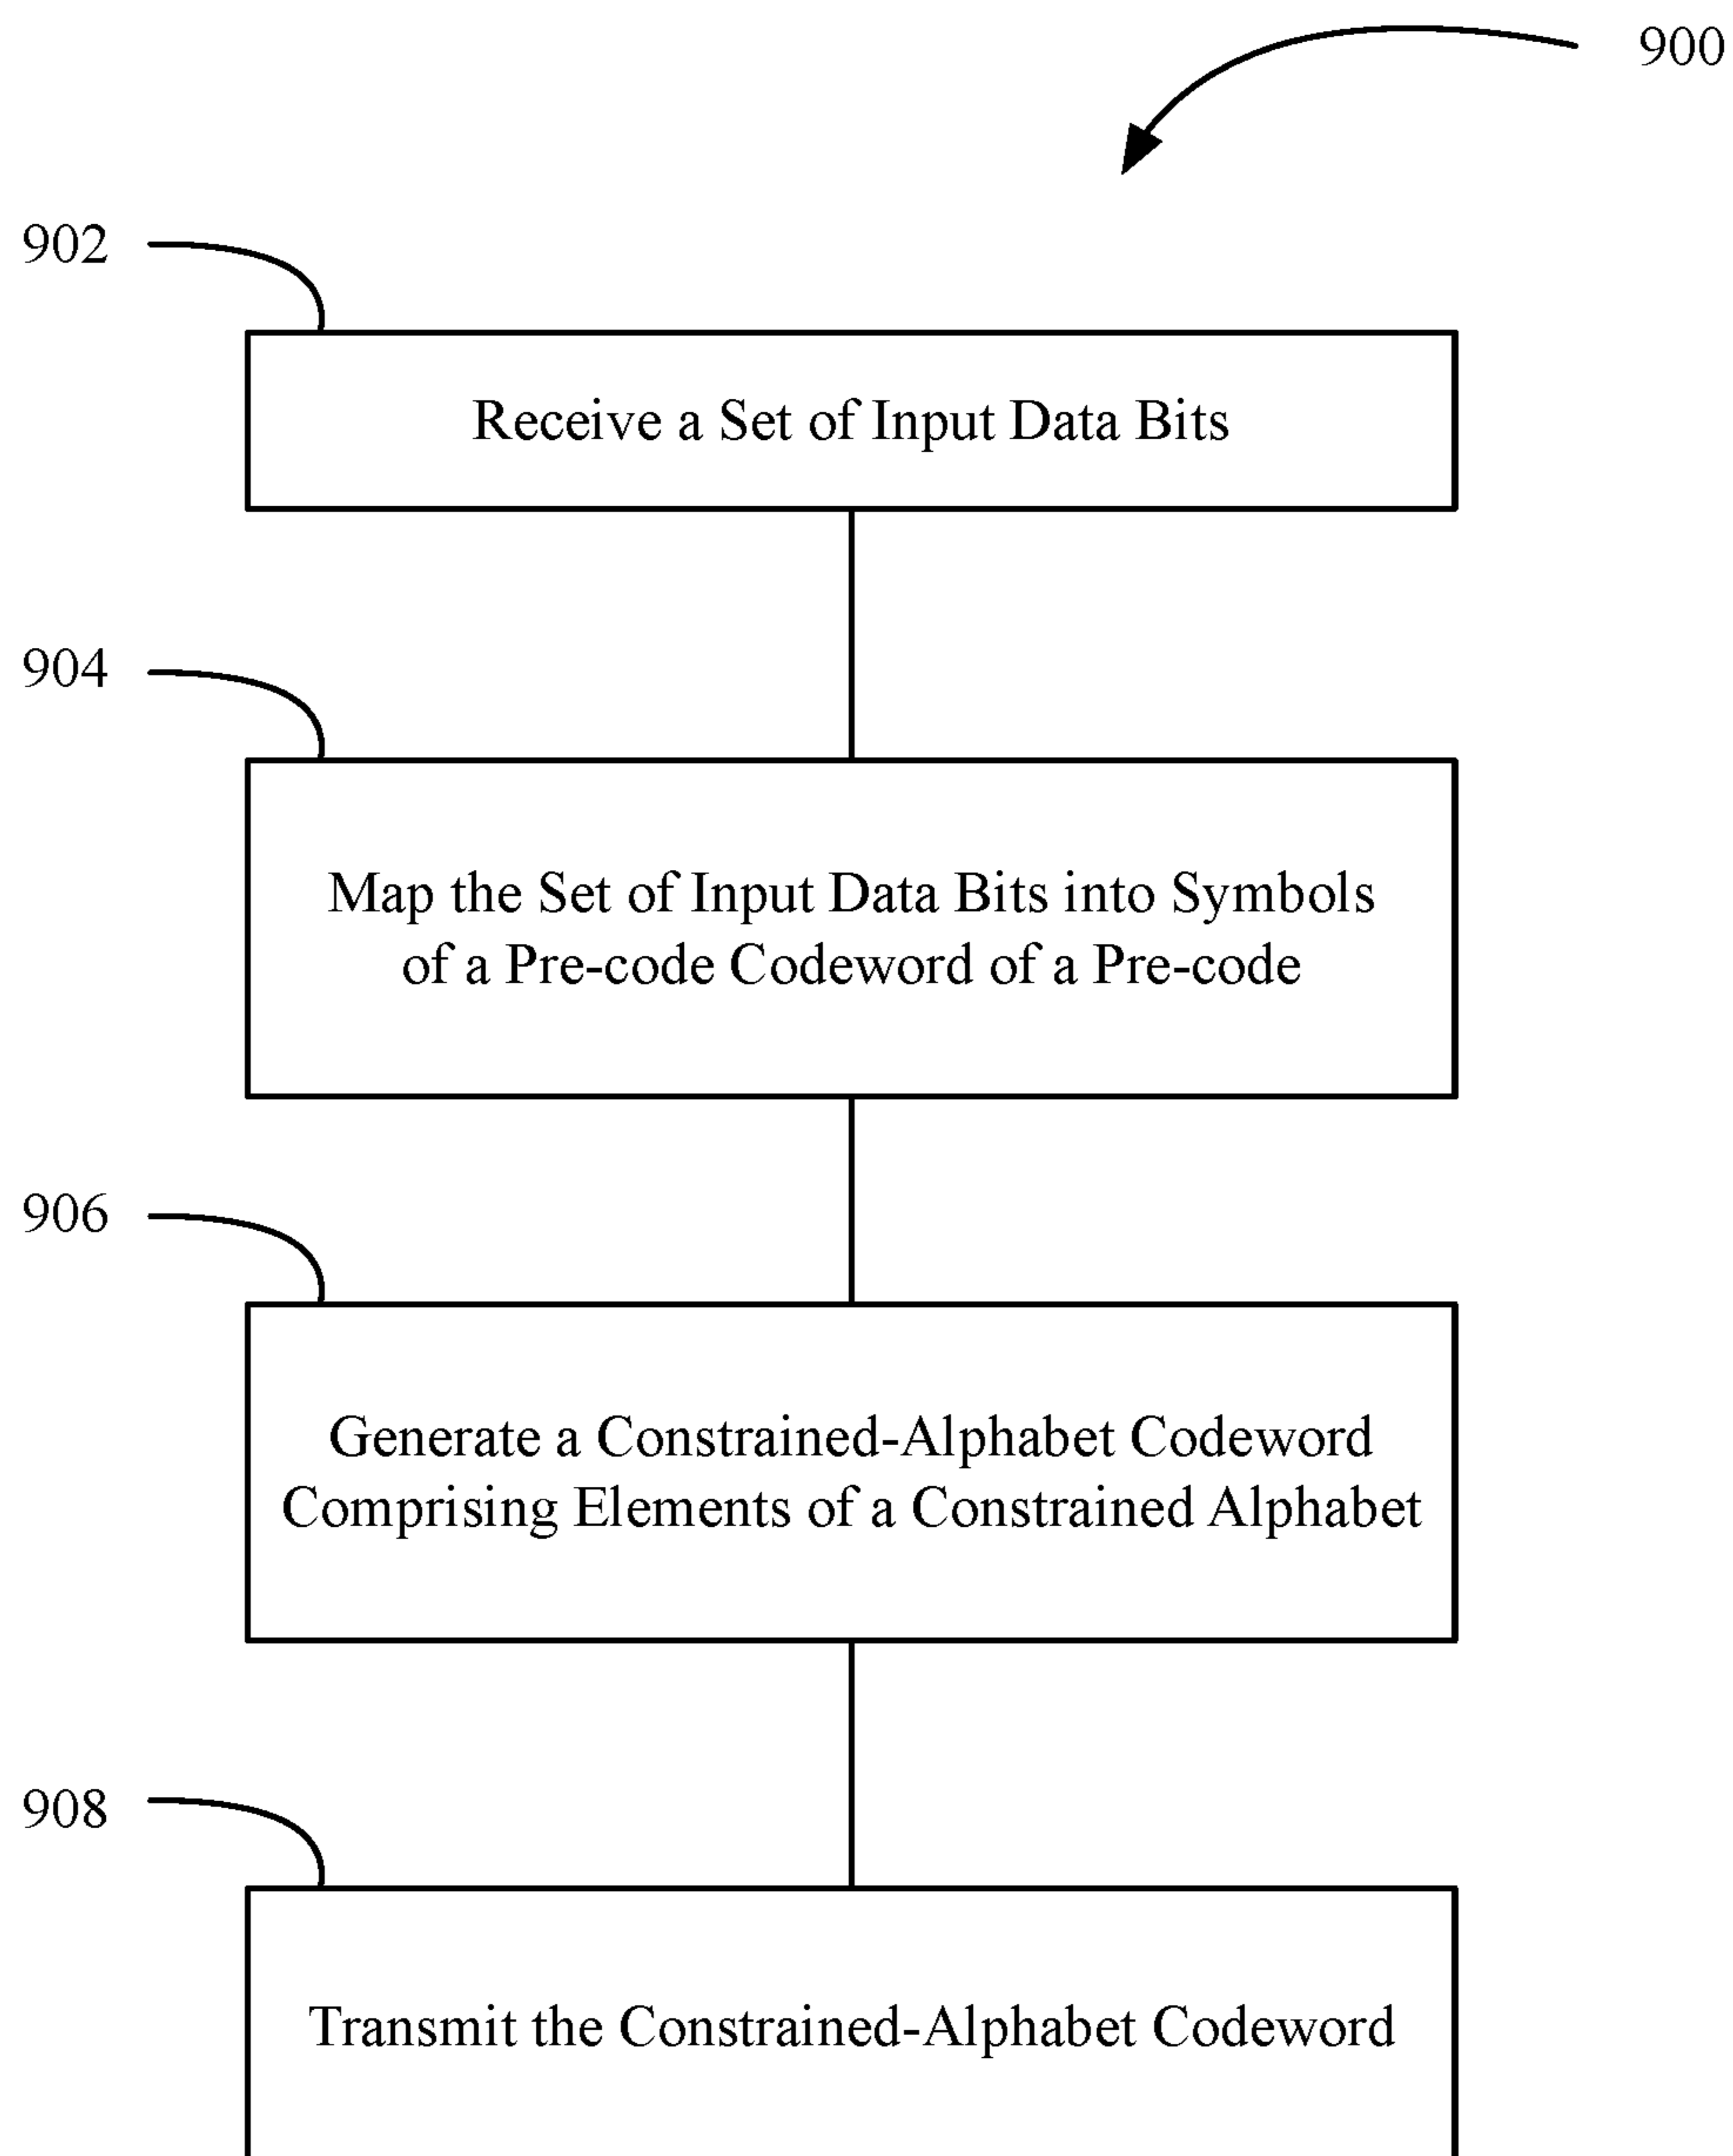 900
902
Receive a Set of Input Data Bits
904
Map the Set of Input Data Bits into Symbols
of a Pre-code Codeword of a Pre-code
906
Generate a Constrained-Alphabet Codeword
Comprising Elements of a Constrained Alphabet
908
Transmit the Constrained-Alphabet Codeword